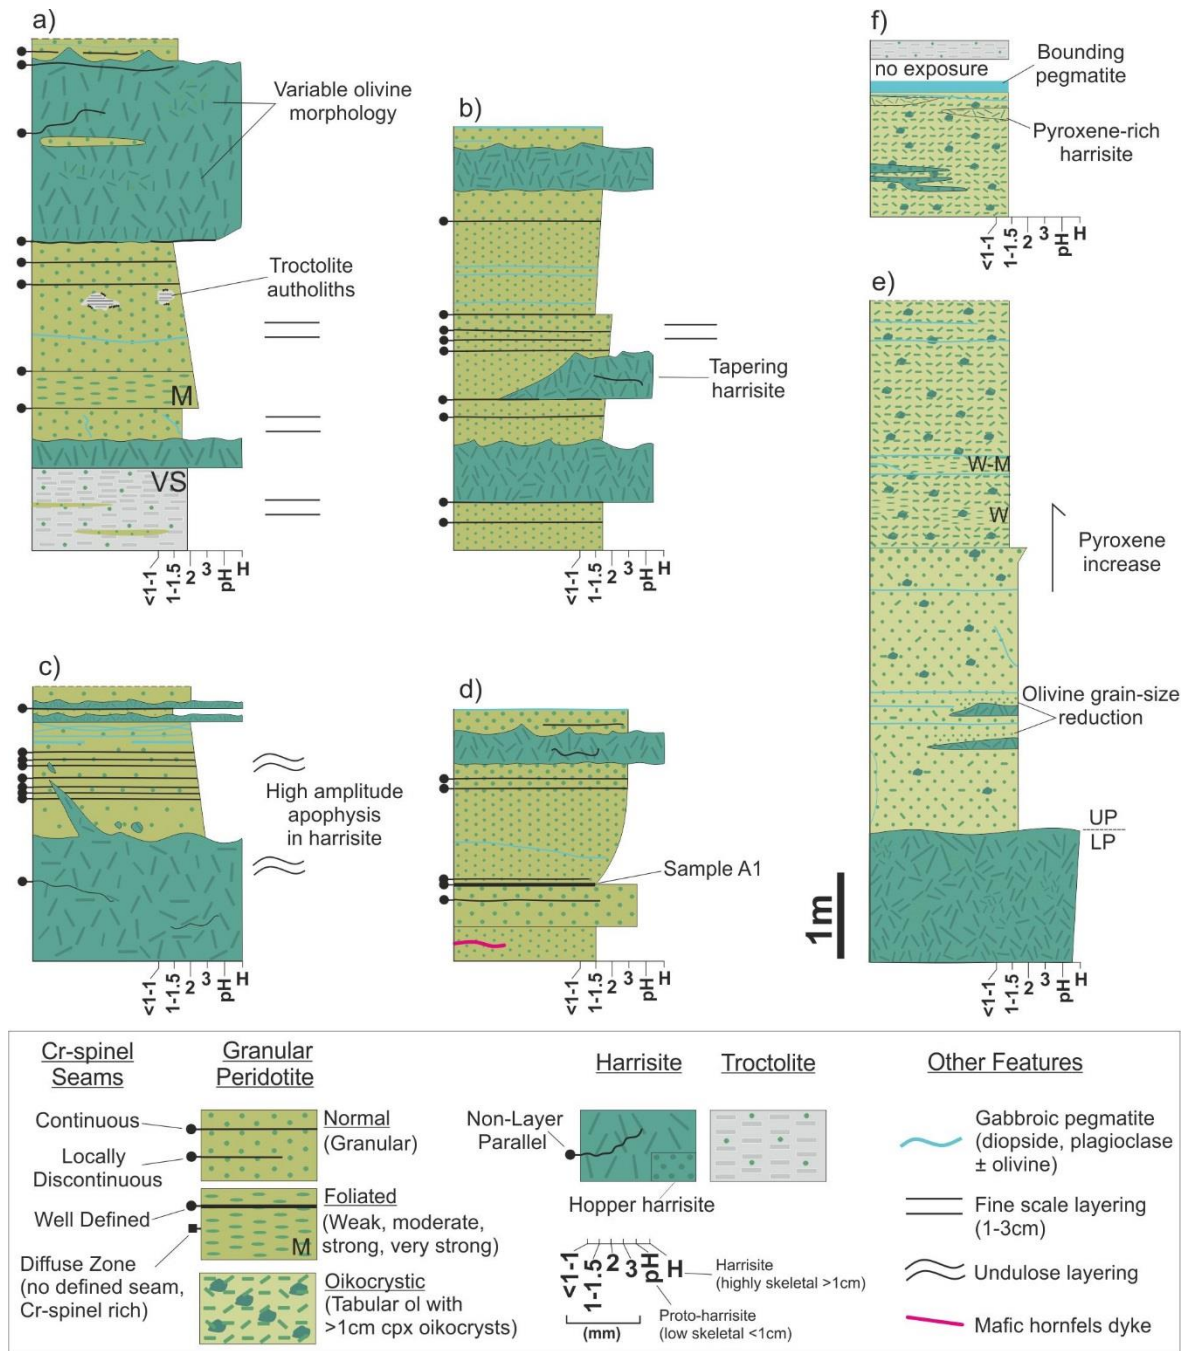 a)
Variable olivine
morphology
Troctolite
autholiths
M
VS
<1-1
1-1.5
2
3
pH
H
b)
Tapering
harrisite
<1-1
1-1.5
2
3
pH
H
f)
no exposure
Bounding
pegmatite
Pyroxene-rich
harrisite
<1-1
1-1.5
2
3
pH
H
e)
W-M
W
Pyroxene
increase
Olivine grain-size
reduction
UP
LP
1m
<1-1
1-1.5
2
3
pH
H
c)
High amplitude
apophysis
in harrisite
<1-1
1-1.5
2
3
pH
H
d)
Sample A1
<1-1
1-1.5
2
3
pH
H
Cr-spinel
Seams
Continuous
Locally
Discontinuous
Well Defined
Diffuse Zone
(no defined seam,
Cr-spinel rich)
Granular
Peridotite
Normal
(Granular)
Foliated
(Weak, moderate,
strong, very strong)
M
Oikocrystic
(Tabular ol with
>1cm cpx oikocrysts)
Harrisite
Troctolite
Non-Layer
Parallel
Hopper harrisite
<1-1
1-1.5
2
3
pH
H
(mm)
Harrisite
(highly skeletal >1cm)
Proto-harrisite
(low skeletal <1cm)
Other Features
Gabbroic pegmatite
(diopside, plagioclase
± olivine)
Fine scale layering
(1-3cm)
Undulose layering
Mafic hornfels dyke